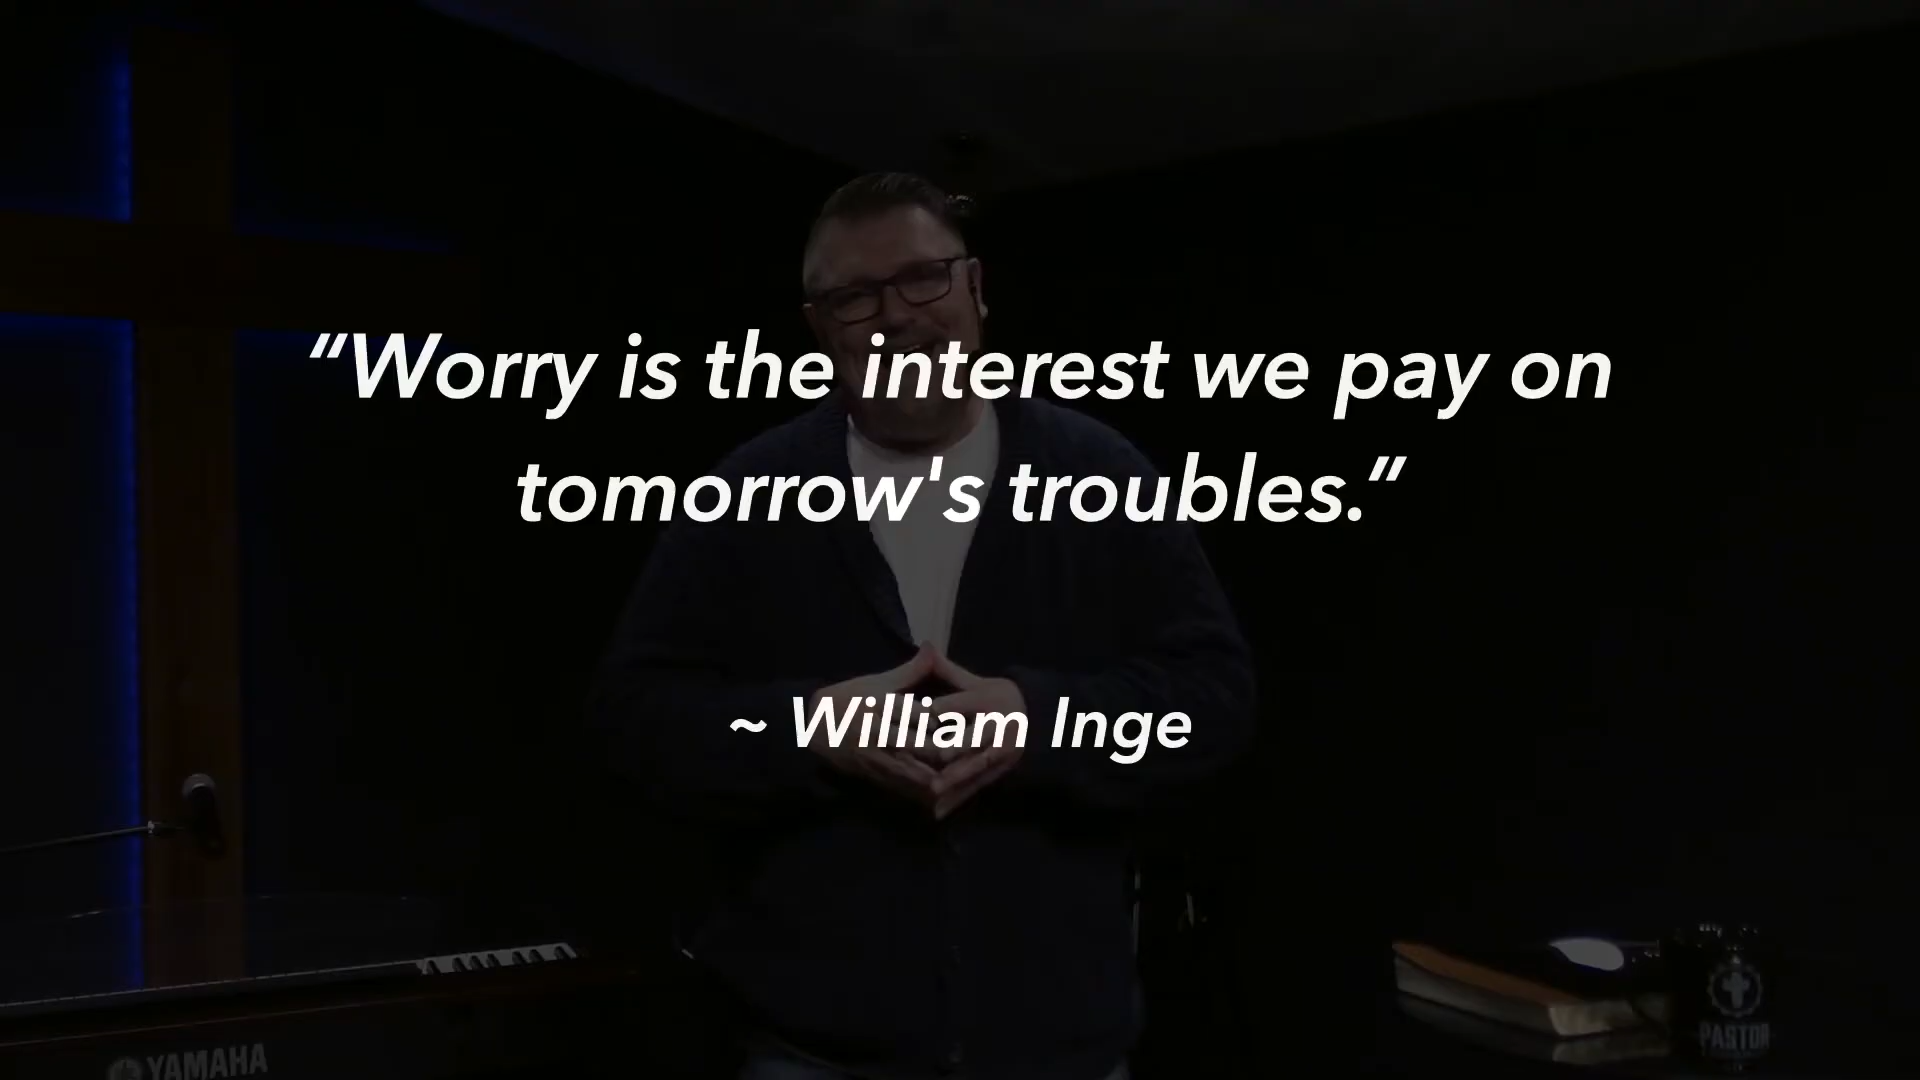 “Worry is the interest we pay on
tomorrow's troubles.”
~ William Inge
YAMAHA
PASTOR